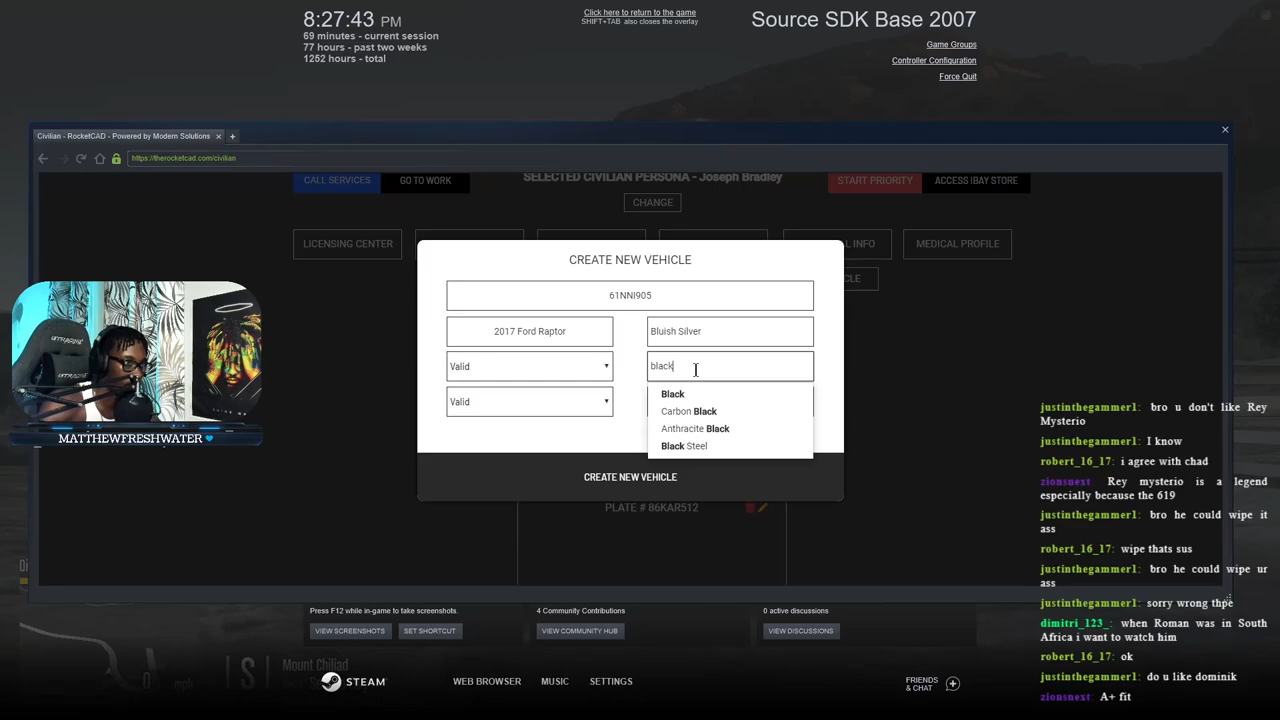 8:27:43 PM
69 minutes - current session
77 hours - past two weeks
1252 hours - total
Click here to return to the game
SHIFT+TAB also closes the overlay
Source SDK Base 2007
Game Groups
Controller Configuration
Force Quit
Civilian - RocketCAD - Powered by Modern Solutions
https://therocketcad.com/civilian
CALL SERVICES
GO TO WORK
SELECTED CIVILIAN PERSONA - Joseph Bradley
START PRIORITY
ACCESS IBAY STORE
CHANGE
LICENSING CENTER
MEDICAL PROFILE
CREATE NEW VEHICLE
61NNI905
2017 Ford Raptor
Bluish Silver
Valid
black
Valid
Black
Carbon Black
Anthracite Black
Black Steel
CREATE NEW VEHICLE
PLATE # 86KAR512
MATTHEWFRESHWATER
justinthegammer1: bro u don't like Rey
Mysterio
justinthegammer1: I know
robert_16_17: i agree with chad
zionsnext: Rey mysterio is a legend
especially because the 619
justinthegammer1: bro he could wipe it
ass
robert_16_17: wipe thats sus
justinthegammer1: bro he could wipe ur
ass
justinthegammer1: sorry wrong thpe
dimitri_123_: when Roman was in South
Africa i want to watch him
robert_16_17: ok
justinthegammer1: do u like dominik
zionsnext: A+ fit
Press F12 while in-game to take screenshots.
VIEW SCREENSHOTS
SET SHORTCUT
4 Community Contributions
VIEW COMMUNITY HUB
0 active discussions
VIEW DISCUSSIONS
0 mph
S
Mount Chiliad
STEAM
WEB BROWSER
MUSIC
SETTINGS
FRIENDS
& CHAT